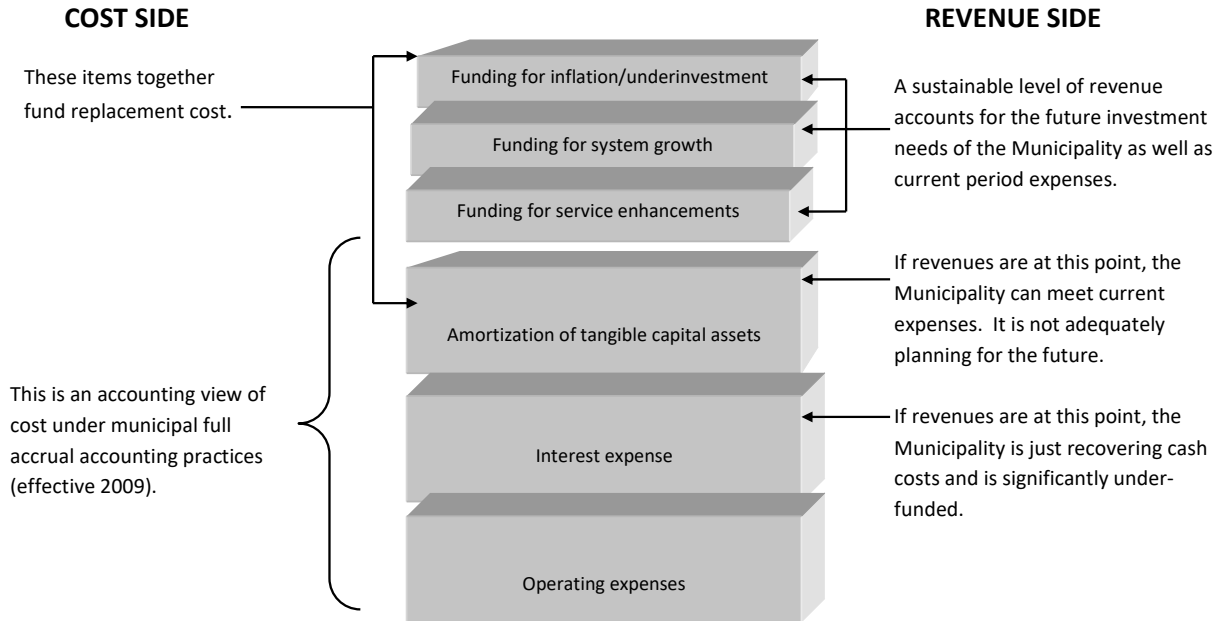 COST SIDE
REVENUE SIDE
These items together
fund replacement cost.
Funding for inflation/underinvestment
Funding for system growth
Funding for service enhancements
A sustainable level of revenue
accounts for the future investment
needs of the Municipality as well as
current period expenses.
Amortization of tangible capital assets
If revenues are at this point, the
Municipality can meet current
expenses.  It is not adequately
planning for the future.
This is an accounting view of
cost under municipal full
accrual accounting practices
(effective 2009).
Interest expense
If revenues are at this point, the
Municipality is just recovering cash
costs and is significantly under-
funded.
Operating expenses